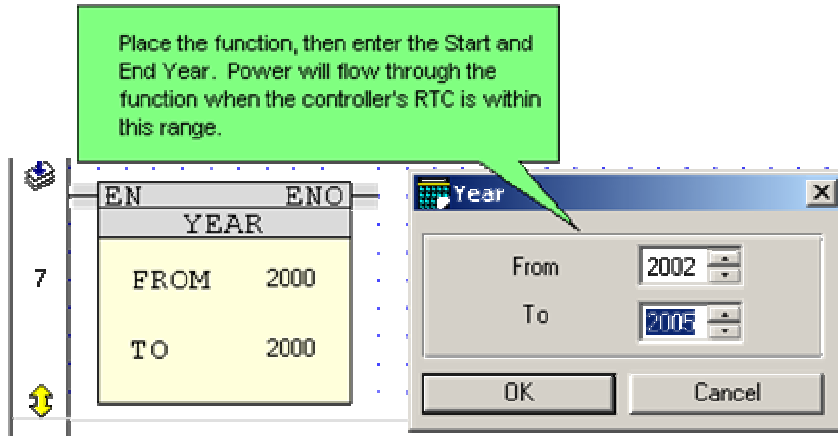 Place the function, then enter the Start and
End Year. Power will flow through the
function when the controller's RTC is within
this range.
EN ENO
YEAR
7
FROM 2000
TO 2000
Year
From 2002
To 2005
OK Cancel